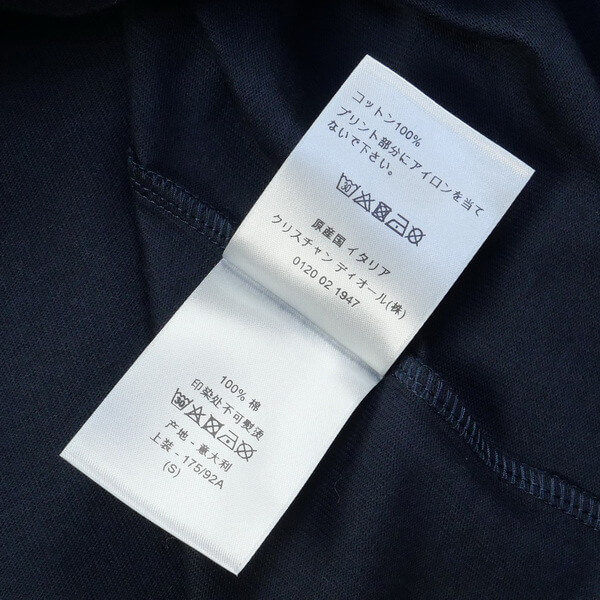 コットン100%
プリント部分にアイロンを当て
ないで下さい。
原産国 イタリア
クリスチャン ディオール(株)
0120 02 1947
100% 棉
印染处不可熨烫
产地 - 意大利
上装 - 175/92A
(S)